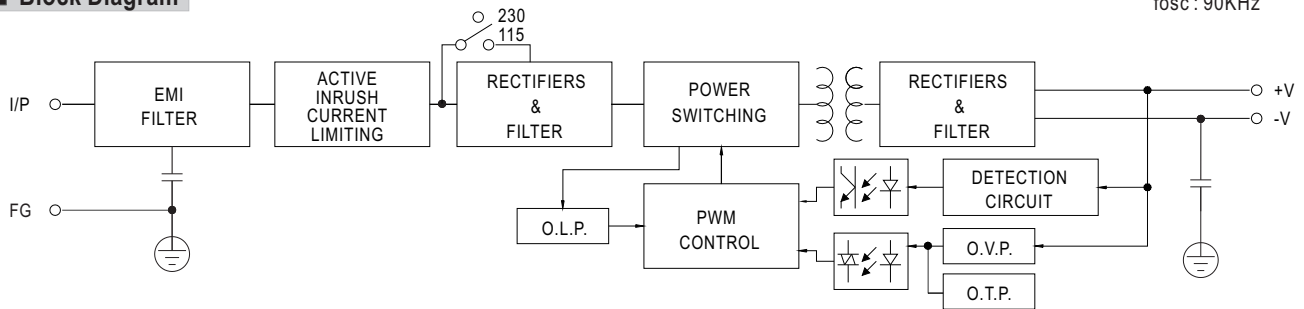 Block Diagram
fosc : 90KHz
230
115
I/P
EMI
FILTER
ACTIVE
INRUSH
CURRENT
LIMITING
RECTIFIERS
&
FILTER
POWER
SWITCHING
RECTIFIERS
&
FILTER
+V
-V
FG
O.L.P.
PWM
CONTROL
DETECTION
CIRCUIT
O.V.P.
O.T.P.